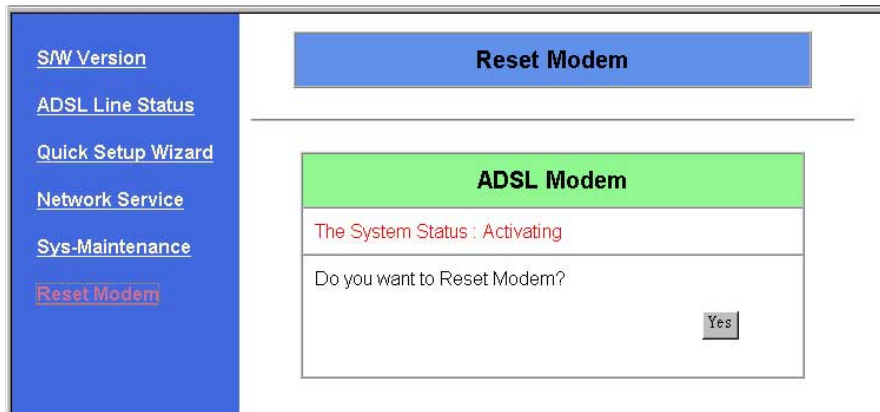 S/W Version
ADSL Line Status
Quick Setup Wizard
Network Service
Sys-Maintenance
Reset Modem
Reset Modem
ADSL Modem
The System Status : Activating
Do you want to Reset Modem?
Yes